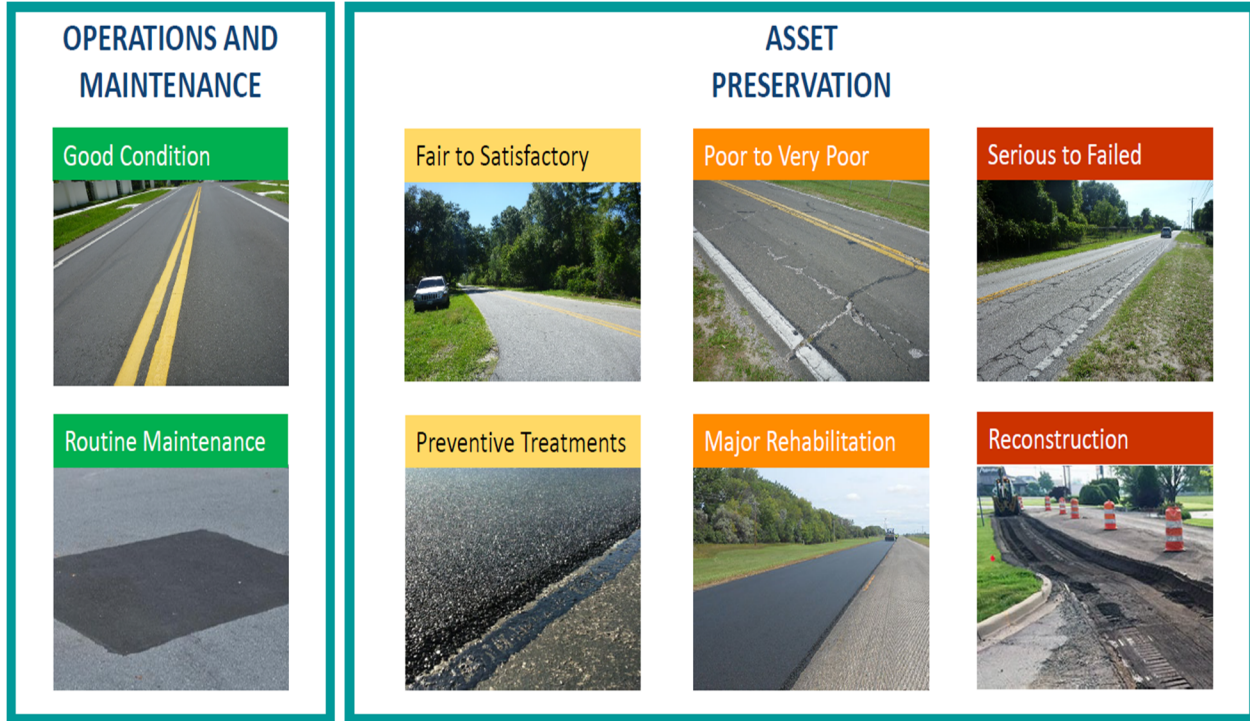 OPERATIONS AND
MAINTENANCE
Good Condition
Routine Maintenance
ASSET
PRESERVATION
Fair to Satisfactory
Poor to Very Poor
Serious to Failed
Preventive Treatments
Major Rehabilitation
Reconstruction